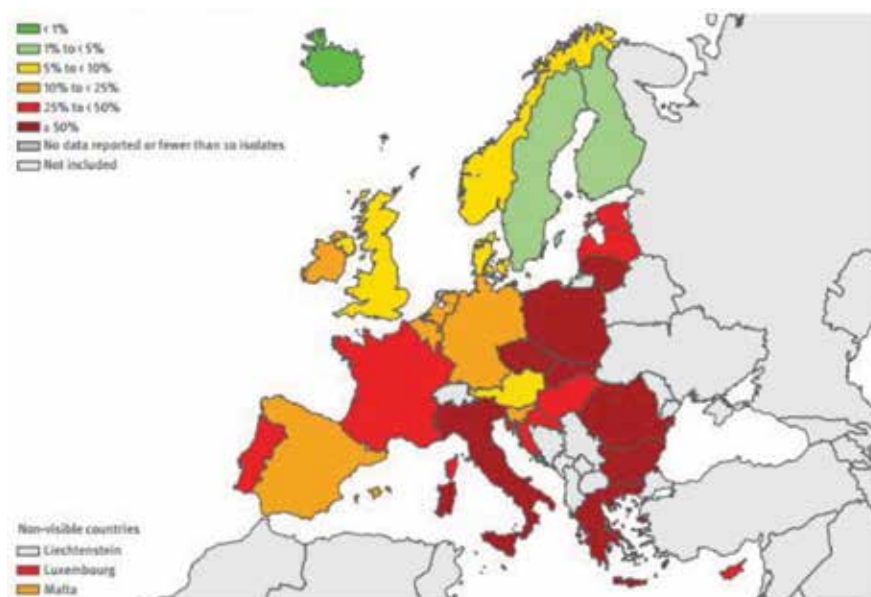 < 1%
1% to < 5%
5% to < 10%
10% to < 25%
25% to < 50%
≥ 50%
No data reported or fewer than 10 isolates
Not included
Non-visible countries
Liechtenstein
Luxembourg
Malta